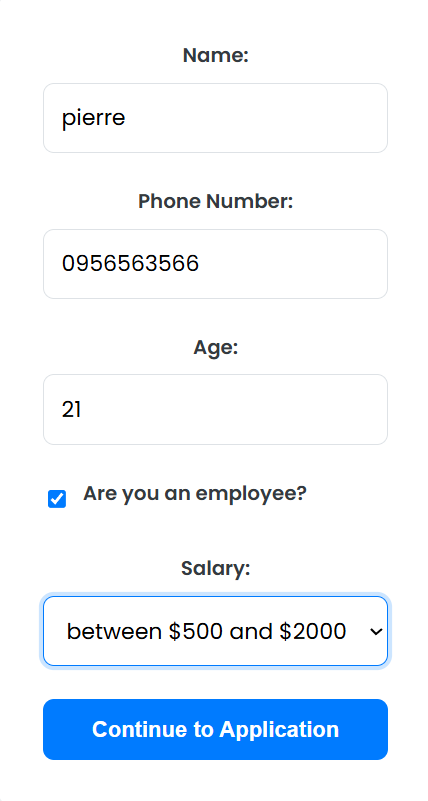 Name:
pierre
Phone Number:
0956563566
Age:
21
Are you an employee?
Salary:
between $500 and $2000
Continue to Application